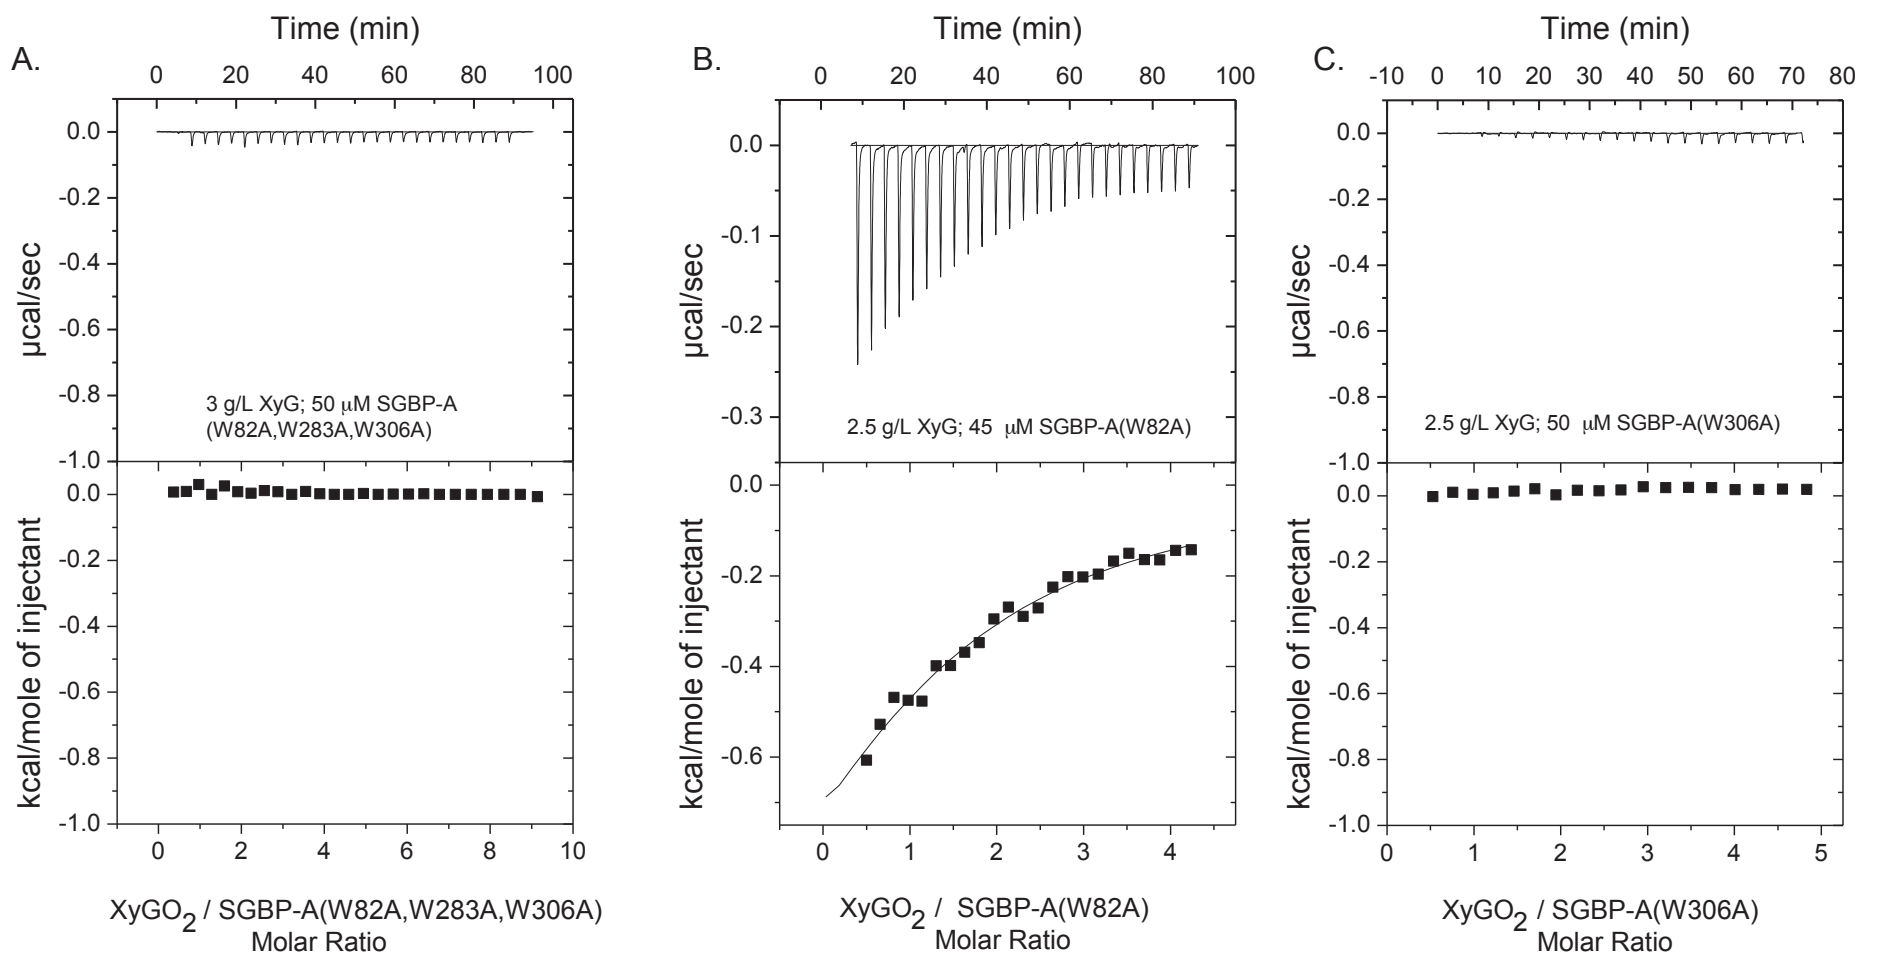 A.
Time (min)
0 20 40 60 80 100
0.0
-0.2
-0.4
-0.6
-0.8
-1.0
µcal/sec
3 g/L XyG; 50 µM SGBP-A
(W82A,W283A,W306A)
0.0
-0.2
-0.4
-0.6
-0.8
-1.0
kcal/mole of injectant
0 2 4 6 8 10
XyGO2 / SGBP-A(W82A,W283A,W306A)
Molar Ratio
B.
Time (min)
0 20 40 60 80 100
0.0
-0.1
-0.2
-0.3
µcal/sec
2.5 g/L XyG; 45 µM SGBP-A(W82A)
0.0
-0.2
-0.4
-0.6
kcal/mole of injectant
0 1 2 3 4
XyGO2 / SGBP-A(W82A)
Molar Ratio
C.
Time (min)
-10 0 10 20 30 40 50 60 70 80
0.0
-0.2
-0.4
-0.6
-0.8
-1.0
µcal/sec
2.5 g/L XyG; 50 µM SGBP-A(W306A)
0.0
-0.2
-0.4
-0.6
-0.8
-1.0
kcal/mole of injectant
0 1 2 3 4 5
XyGO2 / SGBP-A(W306A)
Molar Ratio